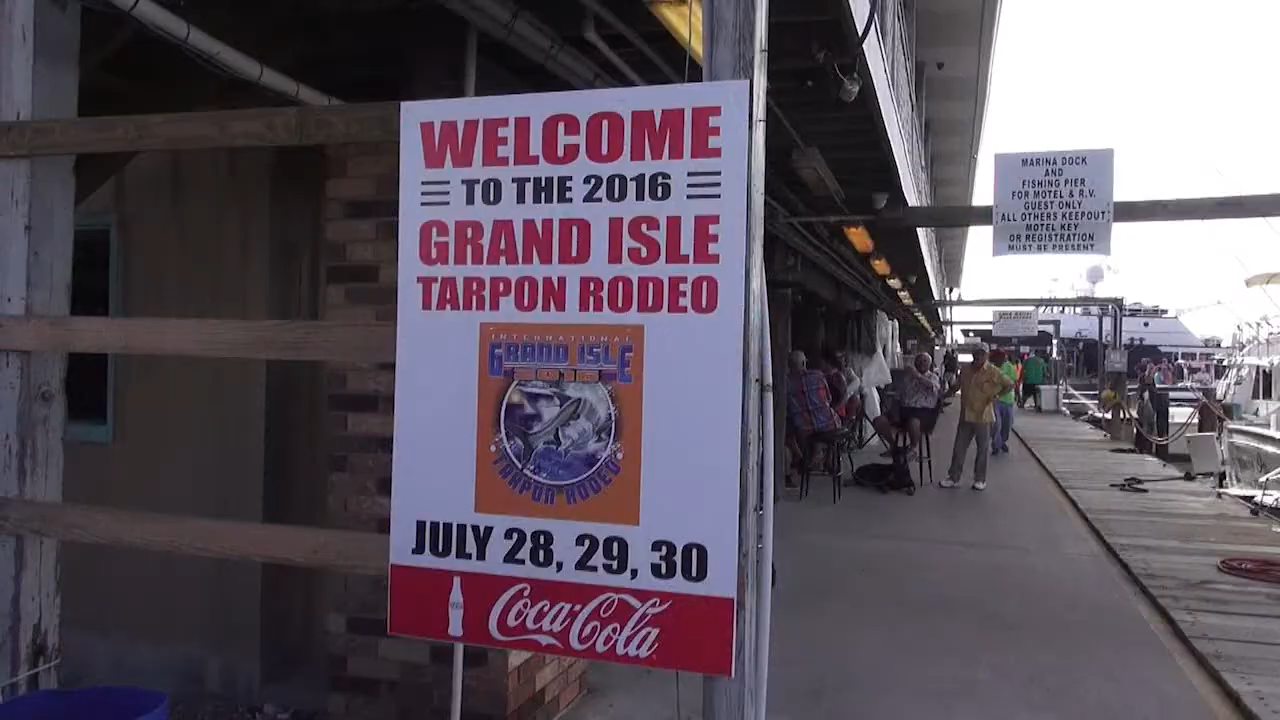 WELCOME
TO THE 2016
GRAND ISLE
TARPON RODEO
INTERNATIONAL
GRAND ISLE
2016
TARPON RODEO
JULY 28, 29, 30
Coca-Cola
MARINA DOCK
AND
FISHING PIER
FOR MOTEL & R.V.
GUEST ONLY
ALL OTHERS KEEPOUT
MOTEL KEY
OR REGISTRATION
MUST BE PRESENT